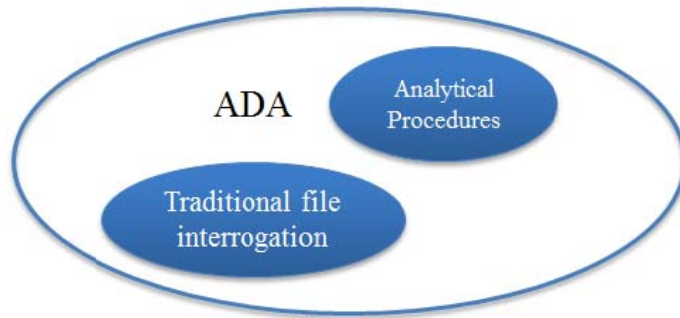 ADA
Analytical
Procedures
Traditional file
interrogation